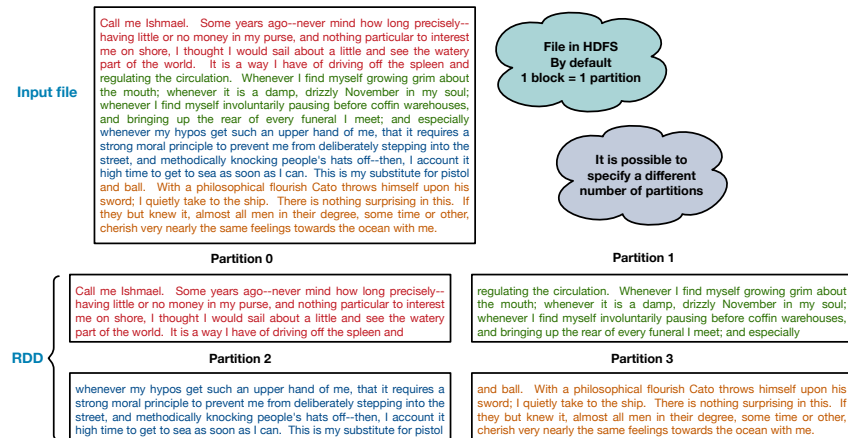 Call me Ishmael.  Some years ago--never mind how long precisely--
having little or no money in my purse, and nothing particular to interest
me on shore, I thought I would sail about a little and see the watery
part of the world.  It is a way I have of driving off the spleen and
regulating the circulation.  Whenever I find myself growing grim about
the mouth; whenever it is a damp, drizzly November in my soul;
whenever I find myself involuntarily pausing before coffin warehouses,
and bringing up the rear of every funeral I meet; and especially
whenever my hypos get such an upper hand of me, that it requires a
strong moral principle to prevent me from deliberately stepping into the
street, and methodically knocking people's hats off--then, I account it
high time to get to sea as soon as I can.  This is my substitute for pistol
and ball.  With a philosophical flourish Cato throws himself upon his
sword; I quietly take to the ship.  There is nothing surprising in this.  If
they but knew it, almost all men in their degree, some time or other,
cherish very nearly the same feelings towards the ocean with me.
Input file
File in HDFS
By default
1 block = 1 partition
It is possible to
specify a different
number of partitions
Partition 0
Call me Ishmael.  Some years ago--never mind how long precisely--
having little or no money in my purse, and nothing particular to interest
me on shore, I thought I would sail about a little and see the watery
part of the world.  It is a way I have of driving off the spleen and
Partition 1
regulating the circulation.  Whenever I find myself growing grim about
the mouth; whenever it is a damp, drizzly November in my soul;
whenever I find myself involuntarily pausing before coffin warehouses,
and bringing up the rear of every funeral I meet; and especially
RDD
Partition 2
whenever my hypos get such an upper hand of me, that it requires a
strong moral principle to prevent me from deliberately stepping into the
street, and methodically knocking people's hats off--then, I account it
high time to get to sea as soon as I can.  This is my substitute for pistol
Partition 3
and ball.  With a philosophical flourish Cato throws himself upon his
sword; I quietly take to the ship.  There is nothing surprising in this.  If
they but knew it, almost all men in their degree, some time or other,
cherish very nearly the same feelings towards the ocean with me.